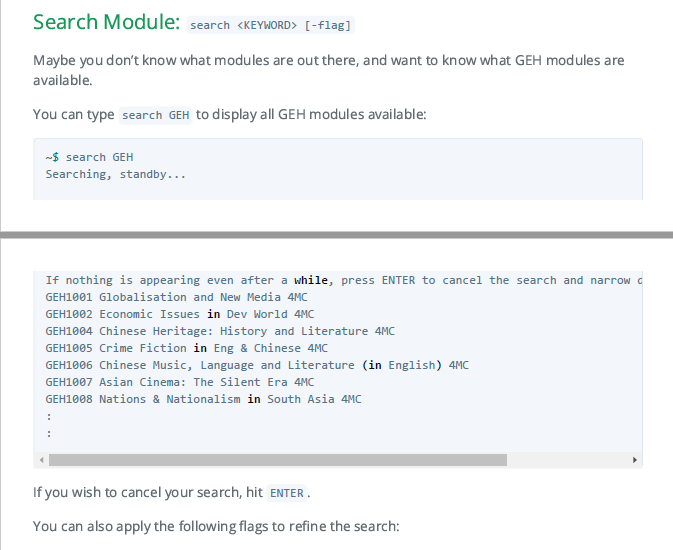 Search Module: search <KEYWORD> [-flag]
Maybe you don't know what modules are out there, and want to know what GEH modules are
available.
You can type search GEH to display all GEH modules available:
~$ search GEH
Searching, standby...
If nothing is appearing even after a while, press ENTER to cancel the search and narrow
GEH1001 Globalisation and New Media 4MC
GEH1002 Economic Issues in Dev World 4MC
GEH1004 Chinese Heritage: History and Literature 4MC
GEH1005 Crime Fiction in Eng & Chinese 4MC
GEH1006 Chinese Music, Language and Literature (in English) 4MC
GEH1007 Asian Cinema: The Silent Era 4MC
GEH1008 Nations & Nationalism in South Asia 4MC
:
:
If you wish to cancel your search, hit ENTER.
You can also apply the following flags to refine the search: